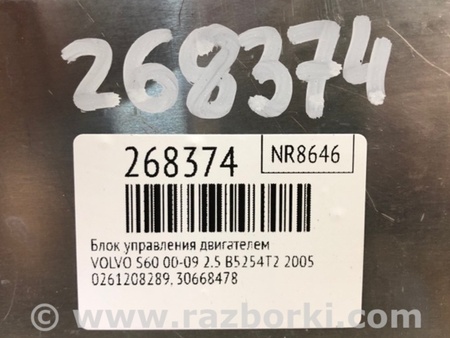 268374
268374
NR8646
Блок управления двигателем
VOLVO S60 00-09 2.5 B5254T2 2005
0261208289, 30668478
© www.razborki.com